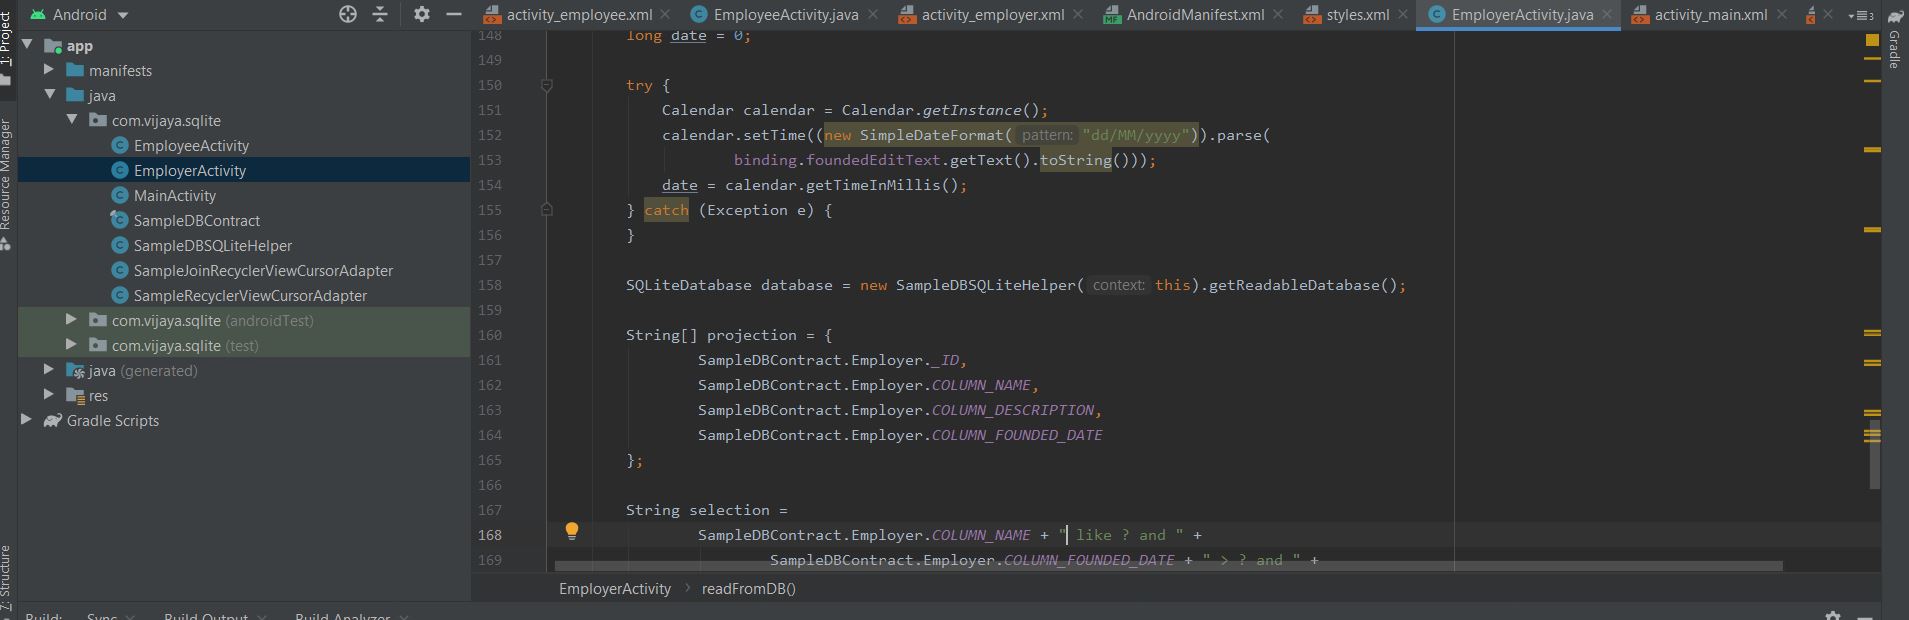 Android
activity_employee.xml
EmployeeActivity.java
activity_employer.xml
AndroidManifest.xml
styles.xml
EmployerActivity.java
activity_main.xml
3
1: Project
Resource Manager
7: Structure
Gradle
app
manifests
java
com.vijaya.sqlite
EmployeeActivity
EmployerActivity
MainActivity
SampleDBContract
SampleDBSQLiteHelper
SampleJoinRecyclerViewCursorAdapter
SampleRecyclerViewCursorAdapter
com.vijaya.sqlite (androidTest)
com.vijaya.sqlite (test)
java (generated)
res
Gradle Scripts
148 long date = 0;
149
150 try {
151 Calendar calendar = Calendar.getInstance();
152 calendar.setTime((new SimpleDateFormat( pattern: "dd/MM/yyyy")).parse(
153 binding.foundedEditText.getText().toString()));
154 date = calendar.getTimeInMillis();
155 } catch (Exception e) {
156 }
157
158 SQLiteDatabase database = new SampleDBSQLiteHelper( context: this).getReadableDatabase();
159
160 String[] projection = {
161 SampleDBContract.Employer._ID,
162 SampleDBContract.Employer.COLUMN_NAME,
163 SampleDBContract.Employer.COLUMN_DESCRIPTION,
164 SampleDBContract.Employer.COLUMN_FOUNDED_DATE
165 };
166
167 String selection =
168 SampleDBContract.Employer.COLUMN_NAME + " like ? and " +
169 SampleDBContract.Employer.COLUMN_FOUNDED_DATE + " > ? and " +
EmployerActivity › readFromDB()
Build: Sync Build Output Build Analyzer